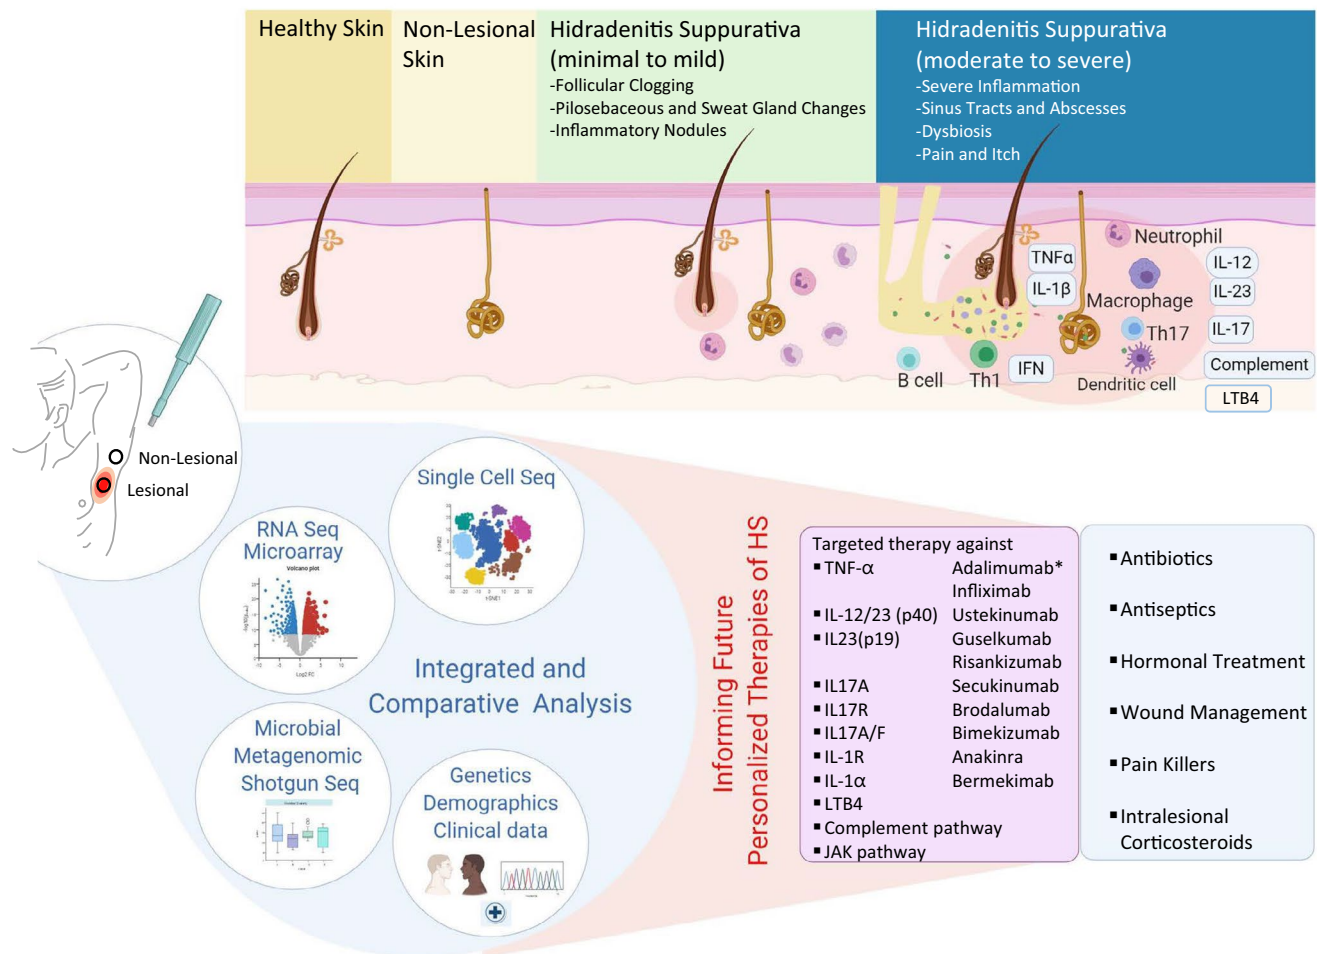 Healthy Skin
Non-Lesional
Skin
Hidradenitis Suppurativa
(minimal to mild)
-Follicular Clogging
-Pilosebaceous and Sweat Gland Changes
-Inflammatory Nodules
Hidradenitis Suppurativa
(moderate to severe)
-Severe Inflammation
-Sinus Tracts and Abscesses
-Dysbiosis
-Pain and Itch
Neutrophil
TNFα
IL-1β
Macrophage
IL-12
IL-23
Th17
IL-17
B cell
Th1
IFN
Dendritic cell
Complement
LTB4
Non-Lesional
Lesional
Single Cell Seq
tSNE2
tSNE1
RNA Seq
Microarray
Volcano plot
Log2 FC
Integrated and
Comparative Analysis
Microbial
Metagenomic
Shotgun Seq
Genetics
Demographics
Clinical data
Informing Future
Personalized Therapies of HS
Targeted therapy against
▪ TNF-α Adalimumab*
Infliximab
▪ IL-12/23 (p40) Ustekinumab
▪ IL23(p19) Guselkumab
Risankizumab
▪ IL17A Secukinumab
▪ IL17R Brodalumab
▪ IL17A/F Bimekizumab
▪ IL-1R Anakinra
▪ IL-1α Bermekimab
▪ LTB4
▪ Complement pathway
▪ JAK pathway
▪ Antibiotics
▪ Antiseptics
▪ Hormonal Treatment
▪ Wound Management
▪ Pain Killers
▪ Intralesional
Corticosteroids